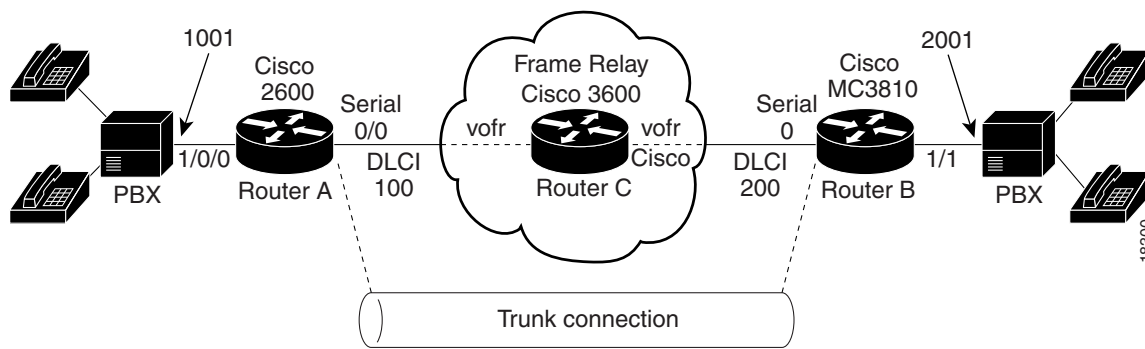 1001
2001
Cisco
2600
Frame Relay
Cisco 3600
Cisco
MC3810
Serial
0/0
vofr
vofr
Serial
0
1/0/0
DLCI
100
Cisco
DLCI
200
1/1
PBX
Router A
Router C
Router B
PBX
Trunk connection